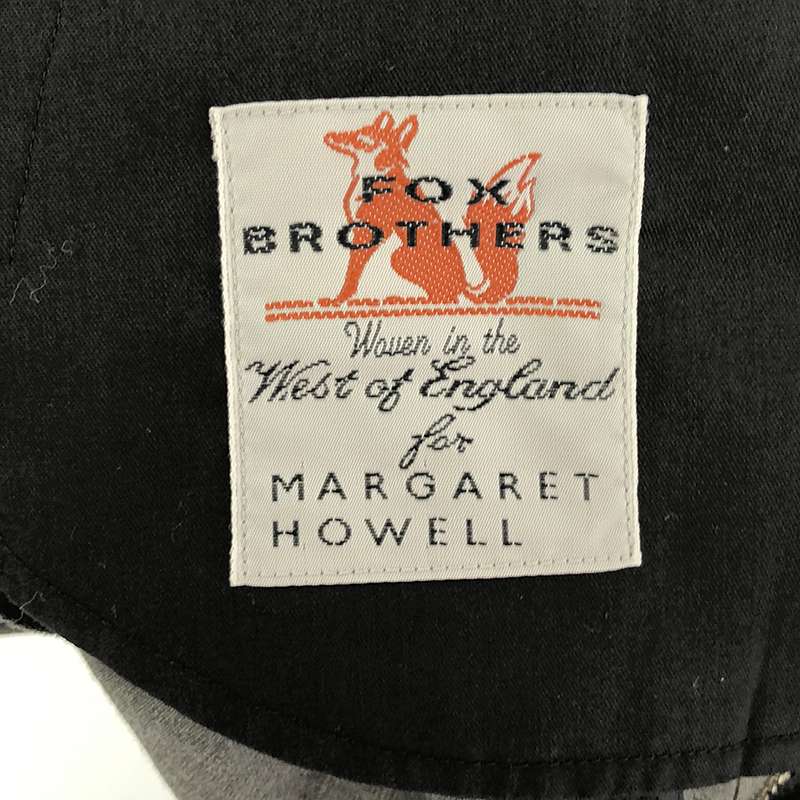 FOX
BROTHERS
Woven in the
West of England
for
MARGARET
HOWELL